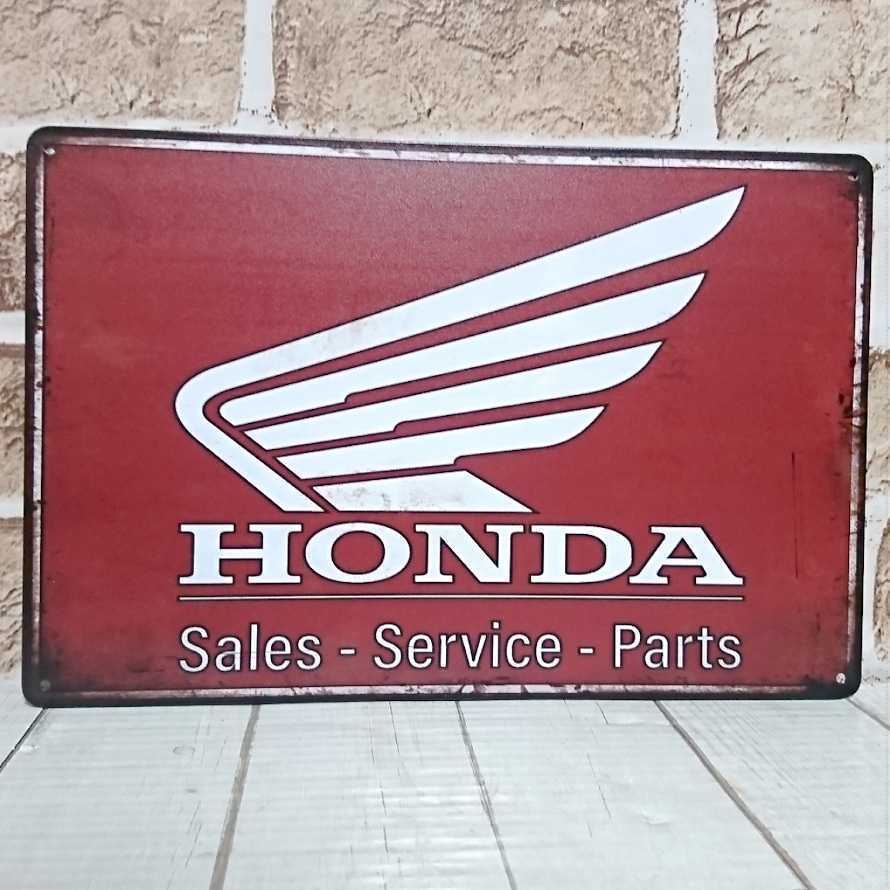 HONDA
Sales - Service - Parts